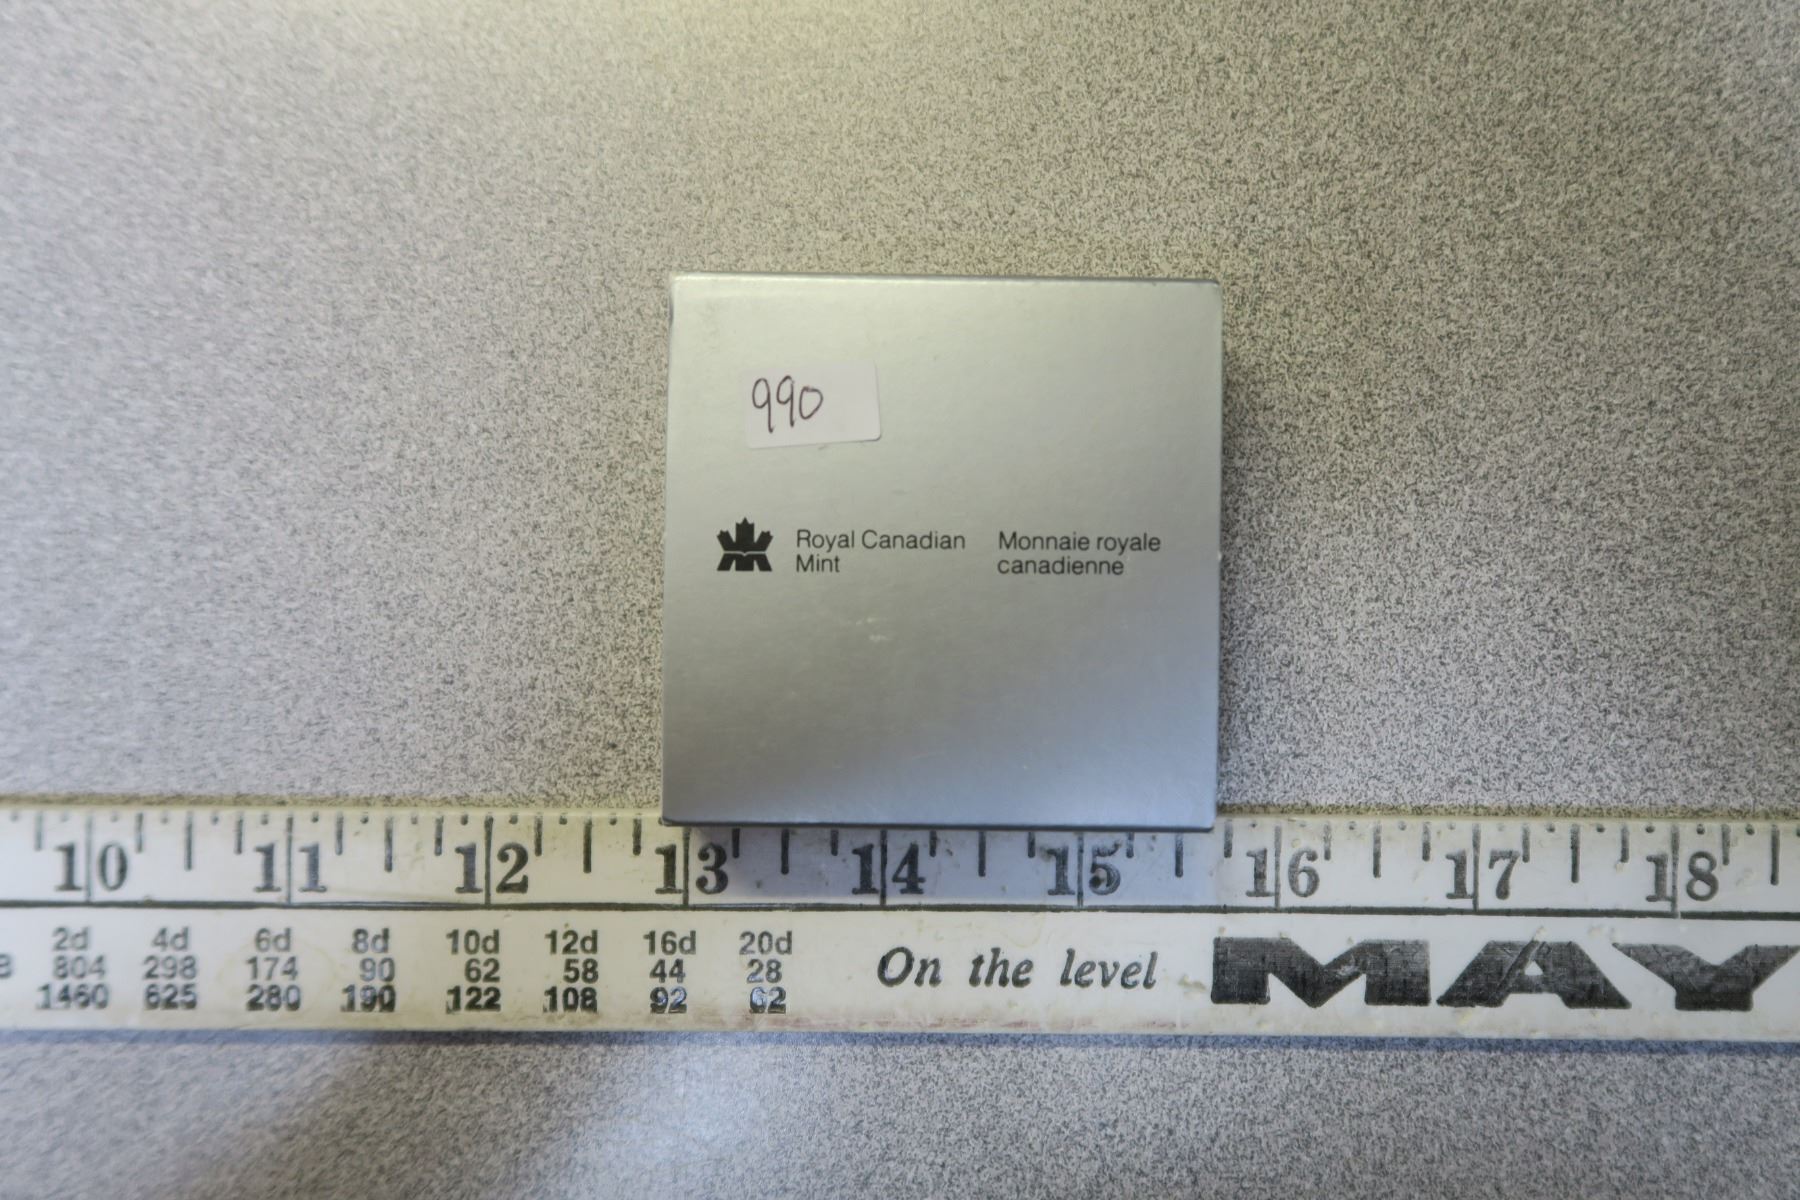 990
Royal Canadian Mint
Monnaie royale canadienne
10 11 12 13 14 15 16 17 18
2d 4d 6d 8d 10d 12d 16d 20d
804 298 174 90 62 58 44 28
1460 625 280 190 122 108 92 62
On the level
MAY